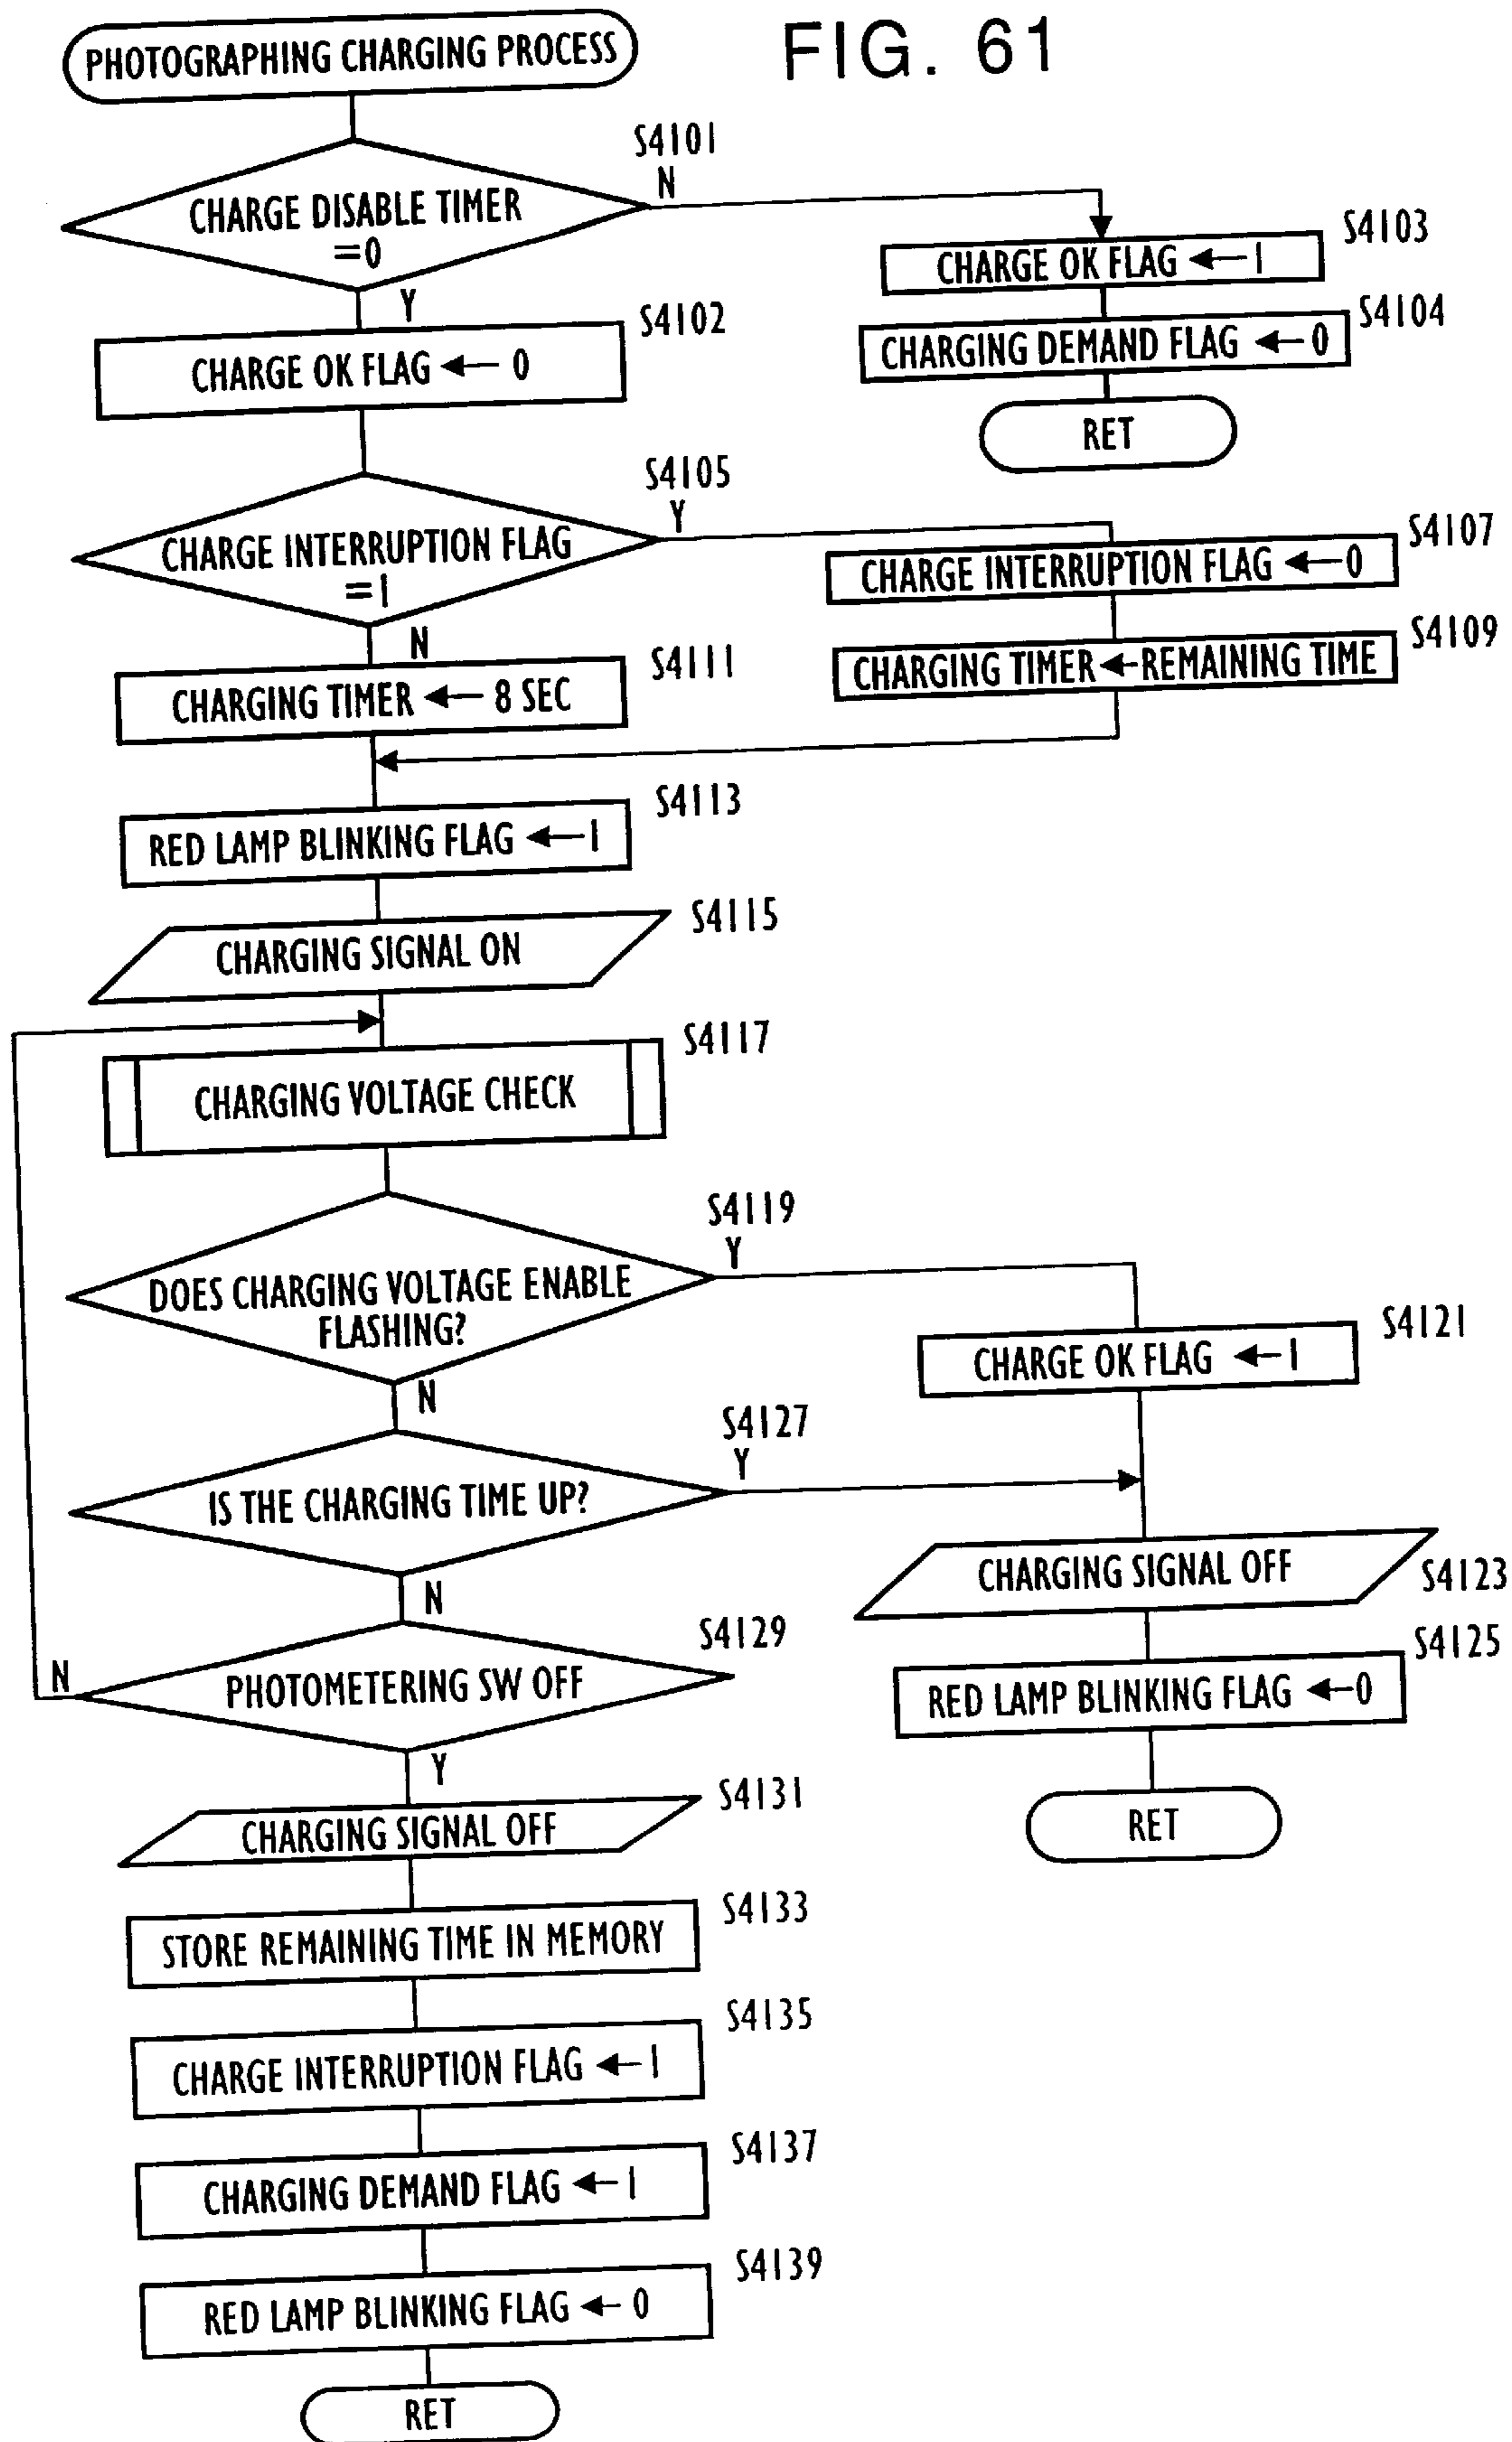 FIG. 61
PHOTOGRAPHING CHARGING PROCESS
S4101
N
CHARGE DISABLE TIMER
=0
Y
S4103
CHARGE OK FLAG ← 1
S4104
CHARGING DEMAND FLAG ← 0
RET
S4102
CHARGE OK FLAG ← 0
S4105
Y
CHARGE INTERRUPTION FLAG
=1
N
S4107
CHARGE INTERRUPTION FLAG ← 0
S4109
CHARGING TIMER ← REMAINING TIME
S4111
CHARGING TIMER ← 8 SEC
S4113
RED LAMP BLINKING FLAG ← 1
S4115
CHARGING SIGNAL ON
S4117
CHARGING VOLTAGE CHECK
S4119
Y
DOES CHARGING VOLTAGE ENABLE
FLASHING?
N
S4121
CHARGE OK FLAG ← 1
S4127
Y
IS THE CHARGING TIME UP?
N
S4123
CHARGING SIGNAL OFF
S4125
RED LAMP BLINKING FLAG ← 0
RET
S4129
N
PHOTOMETERING SW OFF
Y
S4131
CHARGING SIGNAL OFF
S4133
STORE REMAINING TIME IN MEMORY
S4135
CHARGE INTERRUPTION FLAG ← 1
S4137
CHARGING DEMAND FLAG ← 1
S4139
RED LAMP BLINKING FLAG ← 0
RET